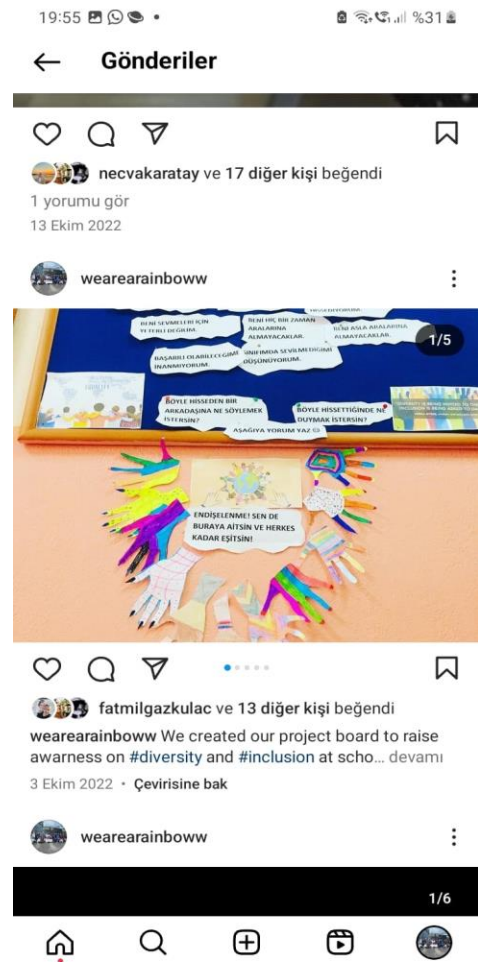 19:55
%31
Gönderiler
necvakaratay ve 17 diğer kişi beğendi
1 yorumu gör
13 Ekim 2022
wearearainboww
1/5
BENİ SEVMELERİ İÇİN
YETERLİ DEĞİLİM.
BENİ HİÇ BİR ZAMAN
ARALARINA
ALMAYACAKLAR.
BENİ ASLA ARALARINA
ALMAYACAKLAR.
BAŞARILI OLABİLECEĞİME
İNANMIYORUM.
SINIFIMDA SEVİLMEDİĞİMİ
DÜŞÜNÜYORUM.
BÖYLE HİSSEDEN BİR
ARKADAŞINA NE SÖYLEMEK
İSTERSİN?
BÖYLE HİSSETTİĞİNDE NE
DUYMAK İSTERSİN?
AŞAĞIYA YORUM YAZ ☺
ENDİŞELENME! SEN DE
BURAYA AİTSİN VE HERKES
KADAR EŞİTSİN!
fatmilgazkulac ve 13 diğer kişi beğendi
wearearainboww We created our project board to raise
awarness on #diversity and #inclusion at scho... devamı
3 Ekim 2022 • Çevirisine bak
wearearainboww
1/6